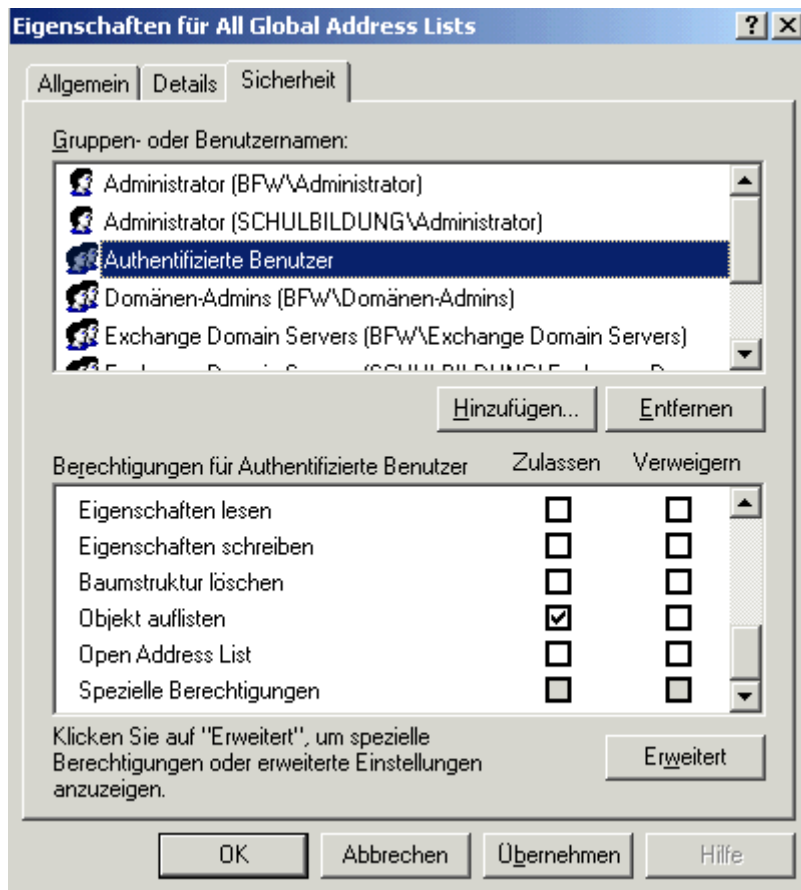 Eigenschaften für All Global Address Lists
Allgemein Details Sicherheit
Gruppen- oder Benutzernamen:
Administrator (BFW\Administrator)
Administrator (SCHULBILDUNG\Administrator)
Authentifizierte Benutzer
Domänen-Admins (BFW\Domänen-Admins)
Exchange Domain Servers (BFW\Exchange Domain Servers)
Hinzufügen... Entfernen
Berechtigungen für Authentifizierte Benutzer Zulassen Verweigern
Eigenschaften lesen
Eigenschaften schreiben
Baumstruktur löschen
Objekt auflisten
Open Address List
Spezielle Berechtigungen
Klicken Sie auf "Erweitert", um spezielle
Berechtigungen oder erweiterte Einstellungen
anzuzeigen.
Erweitert
OK Abbrechen Übernehmen Hilfe